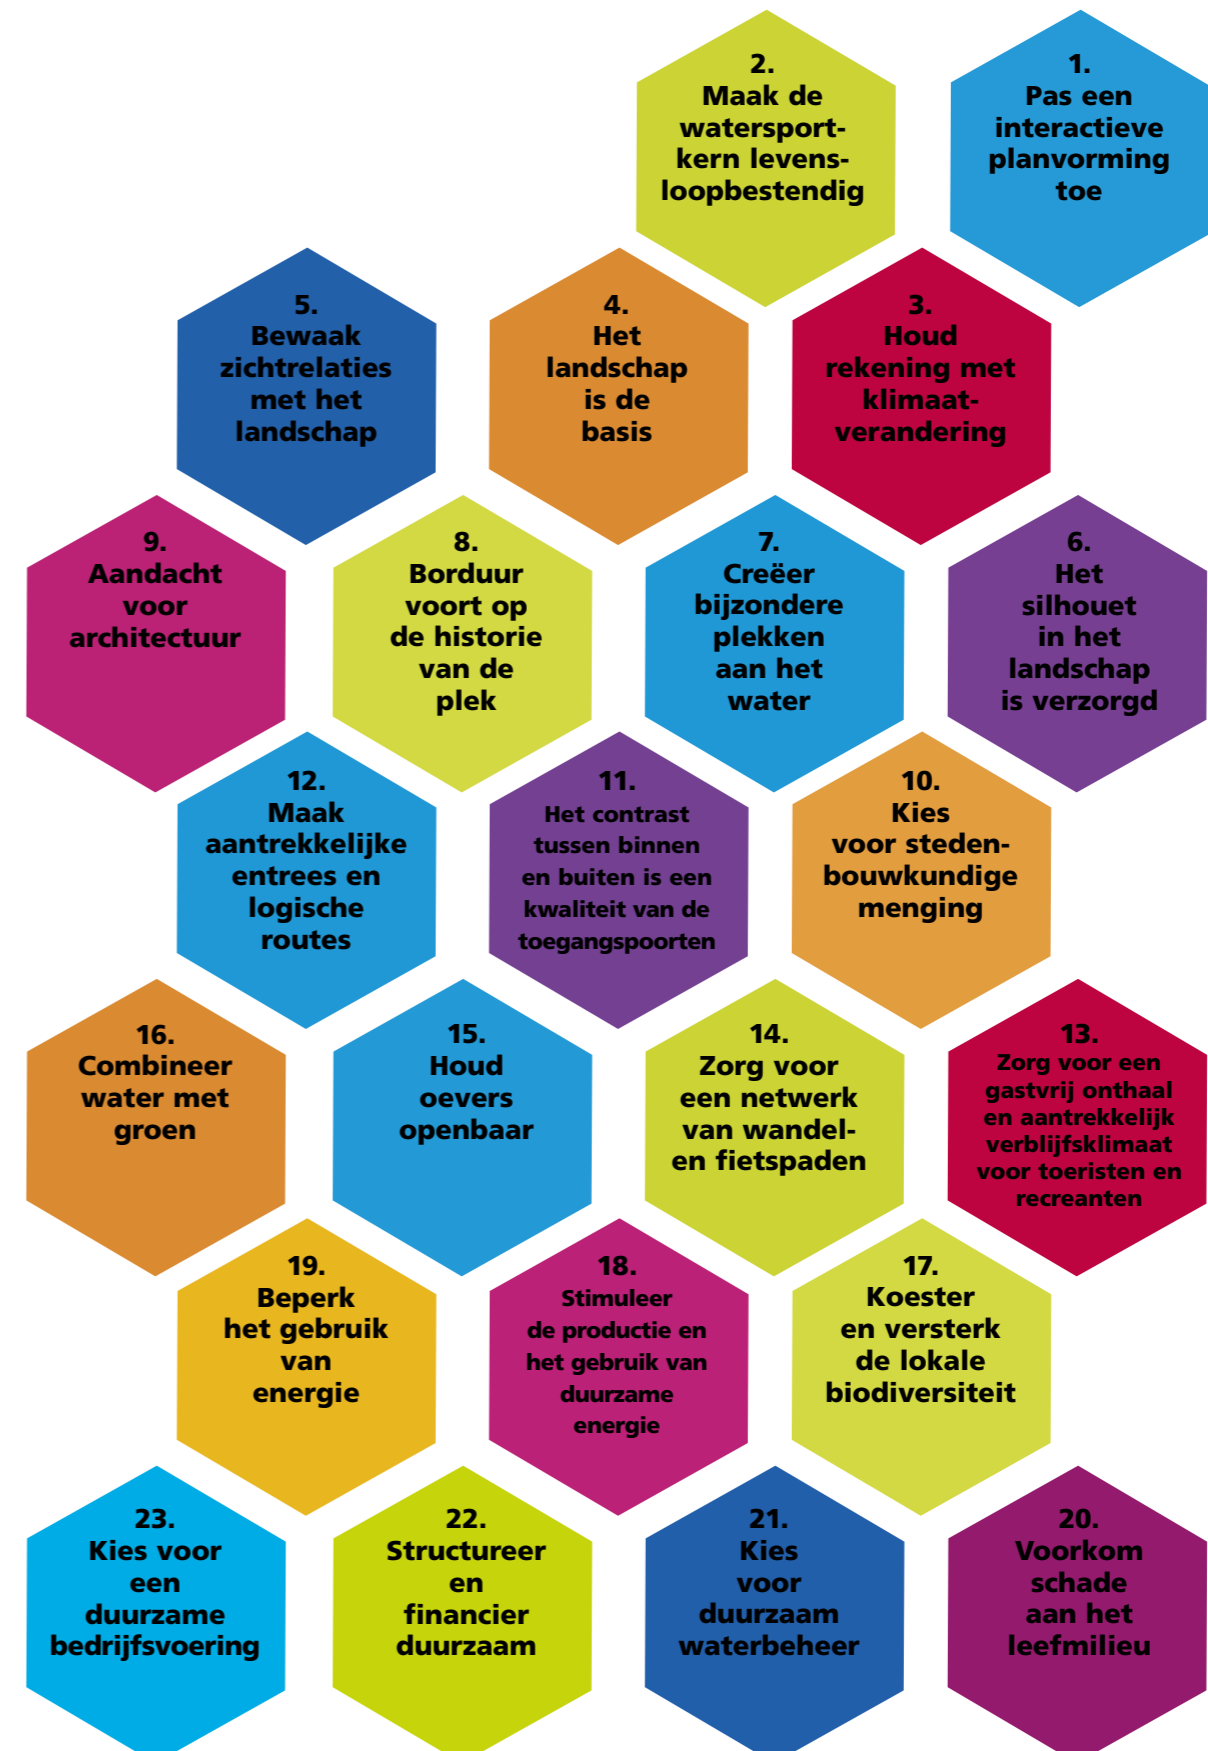 1.
Pas een
interactieve
planvorming
toe
2.
Maak de
watersport-
kern levens-
loopbestendig
3.
Houd
rekening met
klimaat-
verandering
4.
Het
landschap
is de
basis
5.
Bewaak
zichtrelaties
met het
landschap
6.
Het
silhouet
in het
landschap
is verzorgd
7.
Creëer
bijzondere
plekken
aan het
water
8.
Borduur
voort op
de historie
van de
plek
9.
Aandacht
voor
architectuur
10.
Kies
voor steden-
bouwkundige
menging
11.
Het contrast
tussen binnen
en buiten is een
kwaliteit van de
toegangspoorten
12.
Maak
aantrekkelijke
entrees en
logische
routes
13.
Zorg voor een
gastvrij onthaal
en aantrekkelijk
verblijfsklimaat
voor toeristen en
recreanten
14.
Zorg voor
een netwerk
van wandel-
en fietspaden
15.
Houd
oevers
openbaar
16.
Combineer
water met
groen
17.
Koester
en versterk
de lokale
biodiversiteit
18.
Stimuleer
de productie en
het gebruik van
duurzame
energie
19.
Beperk
het gebruik
van
energie
20.
Voorkom
schade
aan het
leefmilieu
21.
Kies
voor
duurzaam
waterbeheer
22.
Structureer
en
financier
duurzaam
23.
Kies voor
een
duurzame
bedrijfsvoering